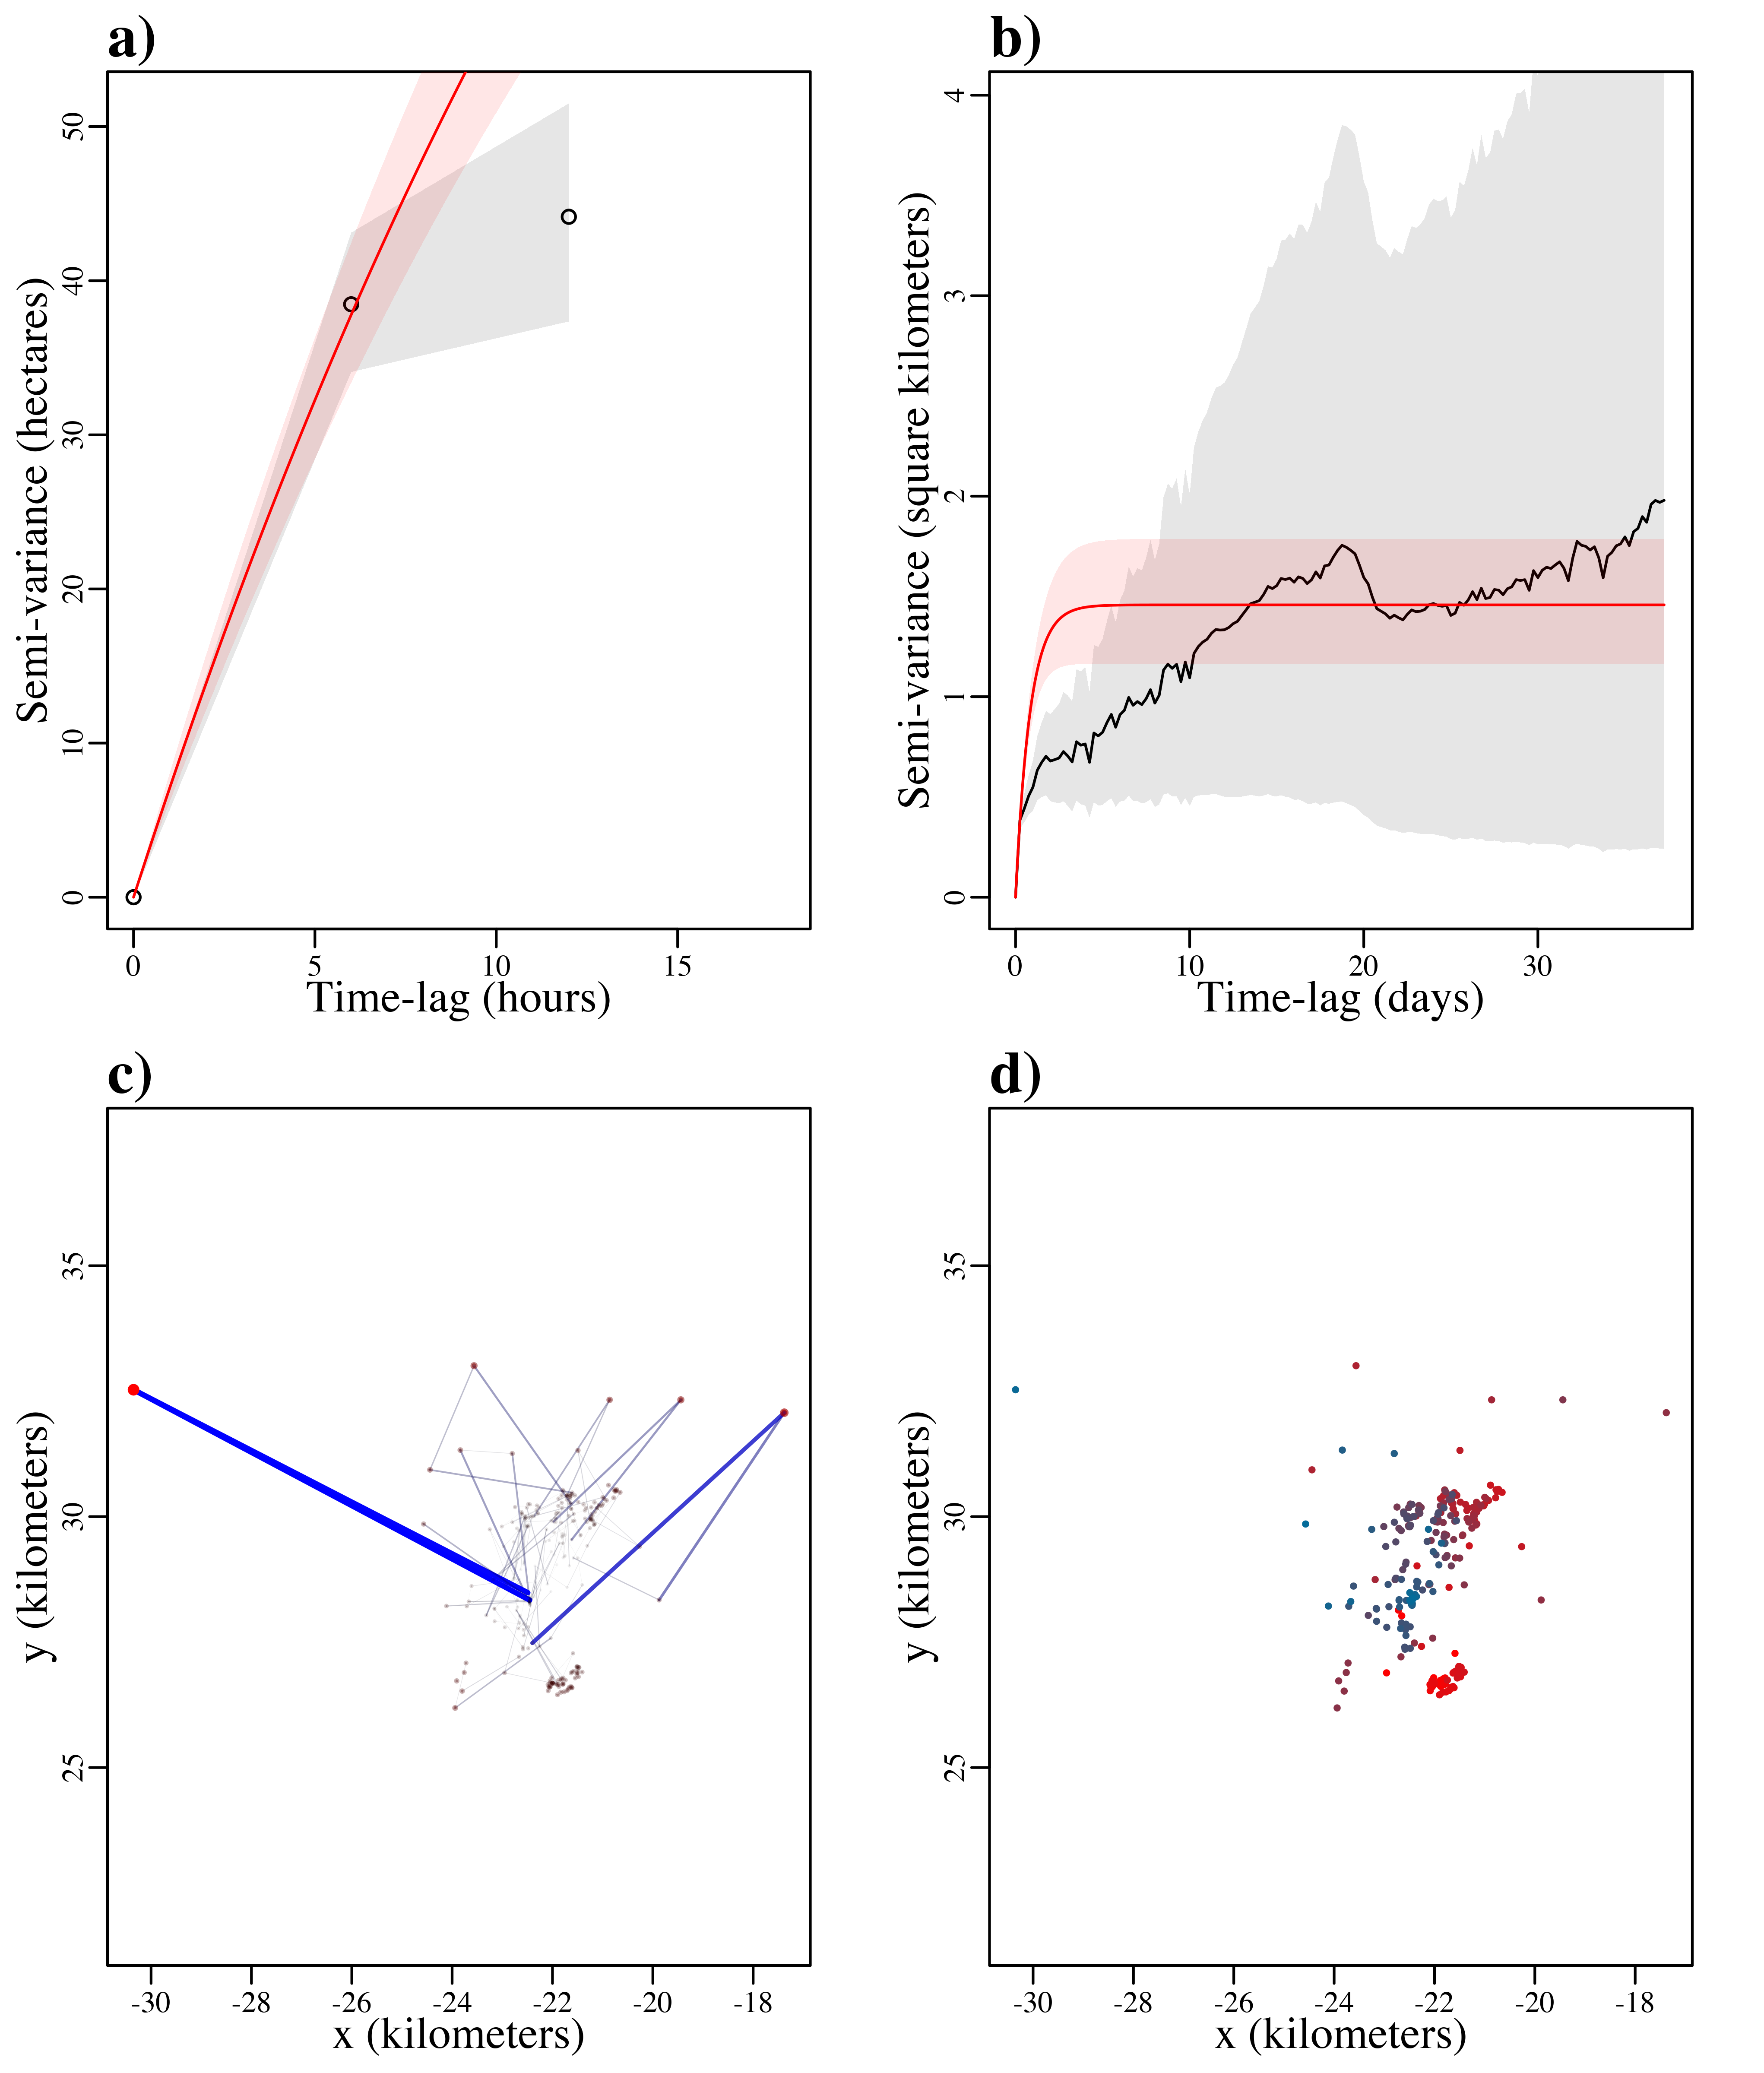 a)
Semi-variance (hectares)
0 10 20 30 40 50
0 5 10 15
Time-lag (hours)
b)
Semi-variance (square kilometers)
0 1 2 3 4
0 10 20 30
Time-lag (days)
c)
y (kilometers)
25 30 35
-30 -28 -26 -24 -22 -20 -18
x (kilometers)
d)
y (kilometers)
25 30 35
-30 -28 -26 -24 -22 -20 -18
x (kilometers)